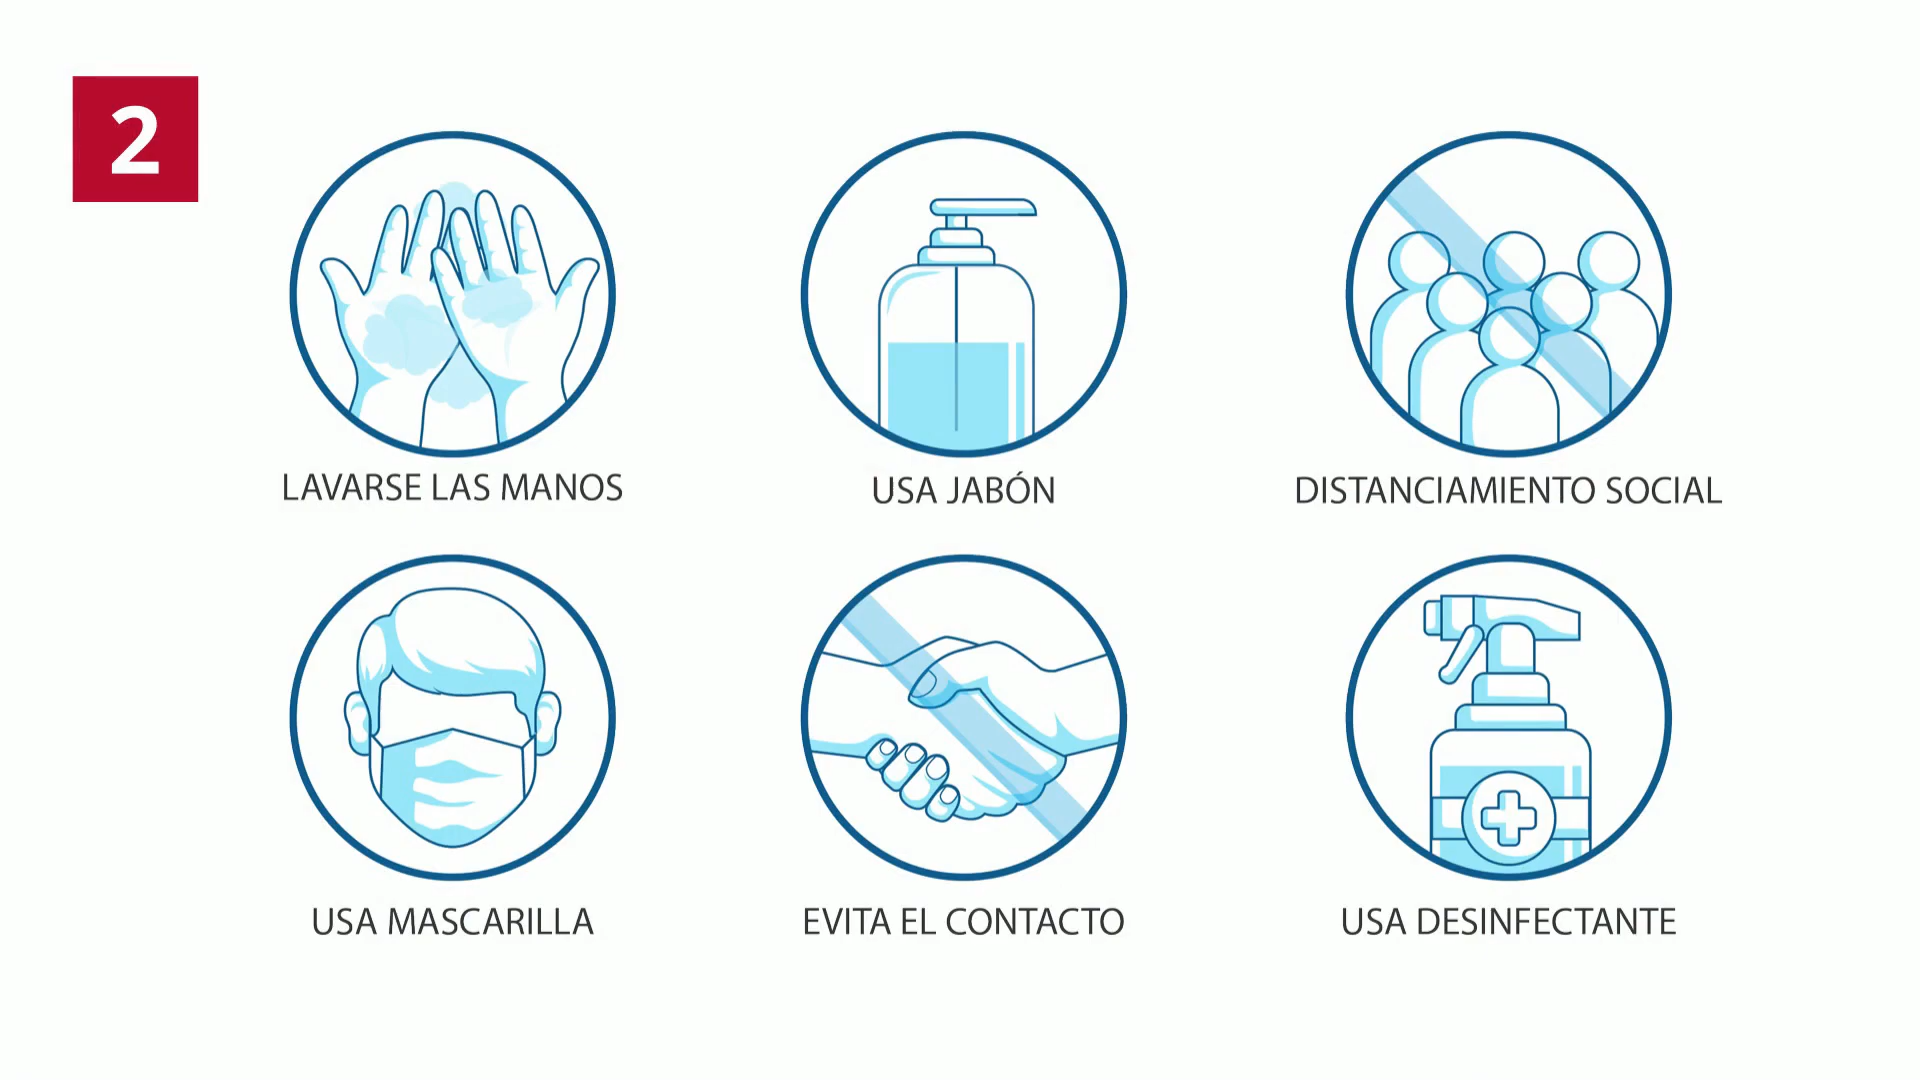 2
LAVARSE LAS MANOS
USA JABÓN
DISTANCIAMIENTO SOCIAL
USA MASCARILLA
EVITA EL CONTACTO
USA DESINFECTANTE